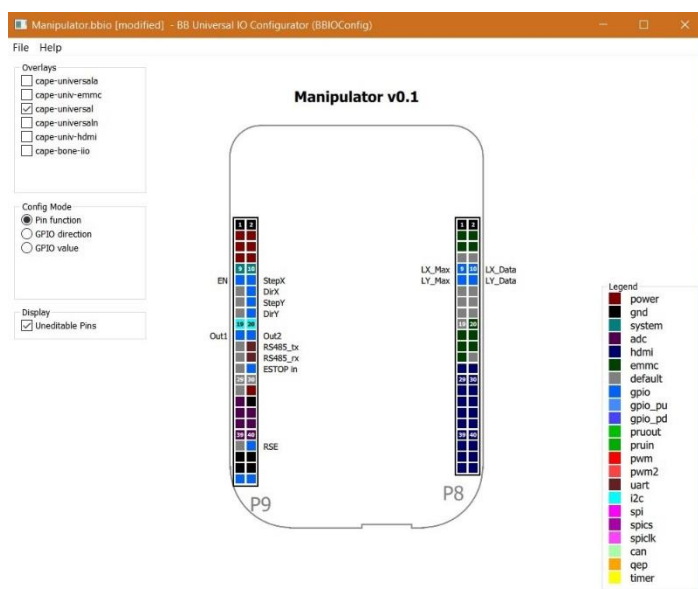 Manipulator.bbio [modified] - BB Universal IO Configurator (BBIOConfig)
File Help
Overlays
cape-universala
cape-univ-emmc
cape-universal
cape-universaln
cape-univ-hdmi
cape-bone-iio
Config Mode
Pin function
GPIO direction
GPIO value
Display
Uneditable Pins
Manipulator v0.1
1 2
9 10
EN StepX
DirX
StepY
DirY
19 20
Out1 Out2
RS485_tx
RS485_rx
ESTOP in
29 30
39 40
RSE
P9
1 2
LX_Max 9 10 LX_Data
LY_Max LY_Data
19 20
29 30
39 40
P8
Legend
power
gnd
system
adc
hdmi
emmc
default
gpio
gpio_pu
gpio_pd
pruout
pruin
pwm
pwm2
uart
i2c
spi
spics
spiclk
can
qep
timer